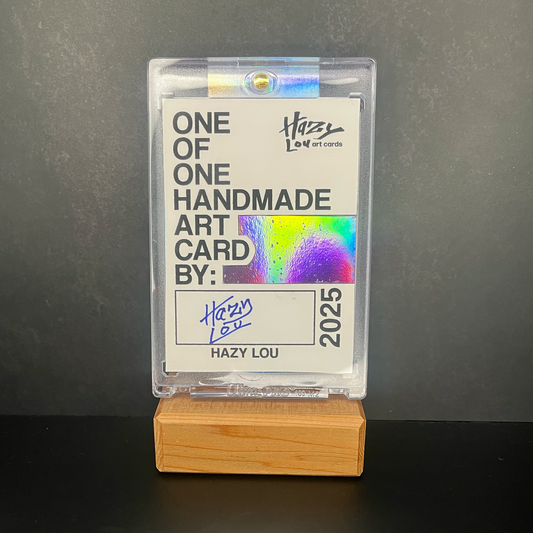 ONE
OF
ONE
HANDMADE
ART
CARD
BY:
Hazy
Lou art cards
Hazy
Lou
HAZY LOU
2025